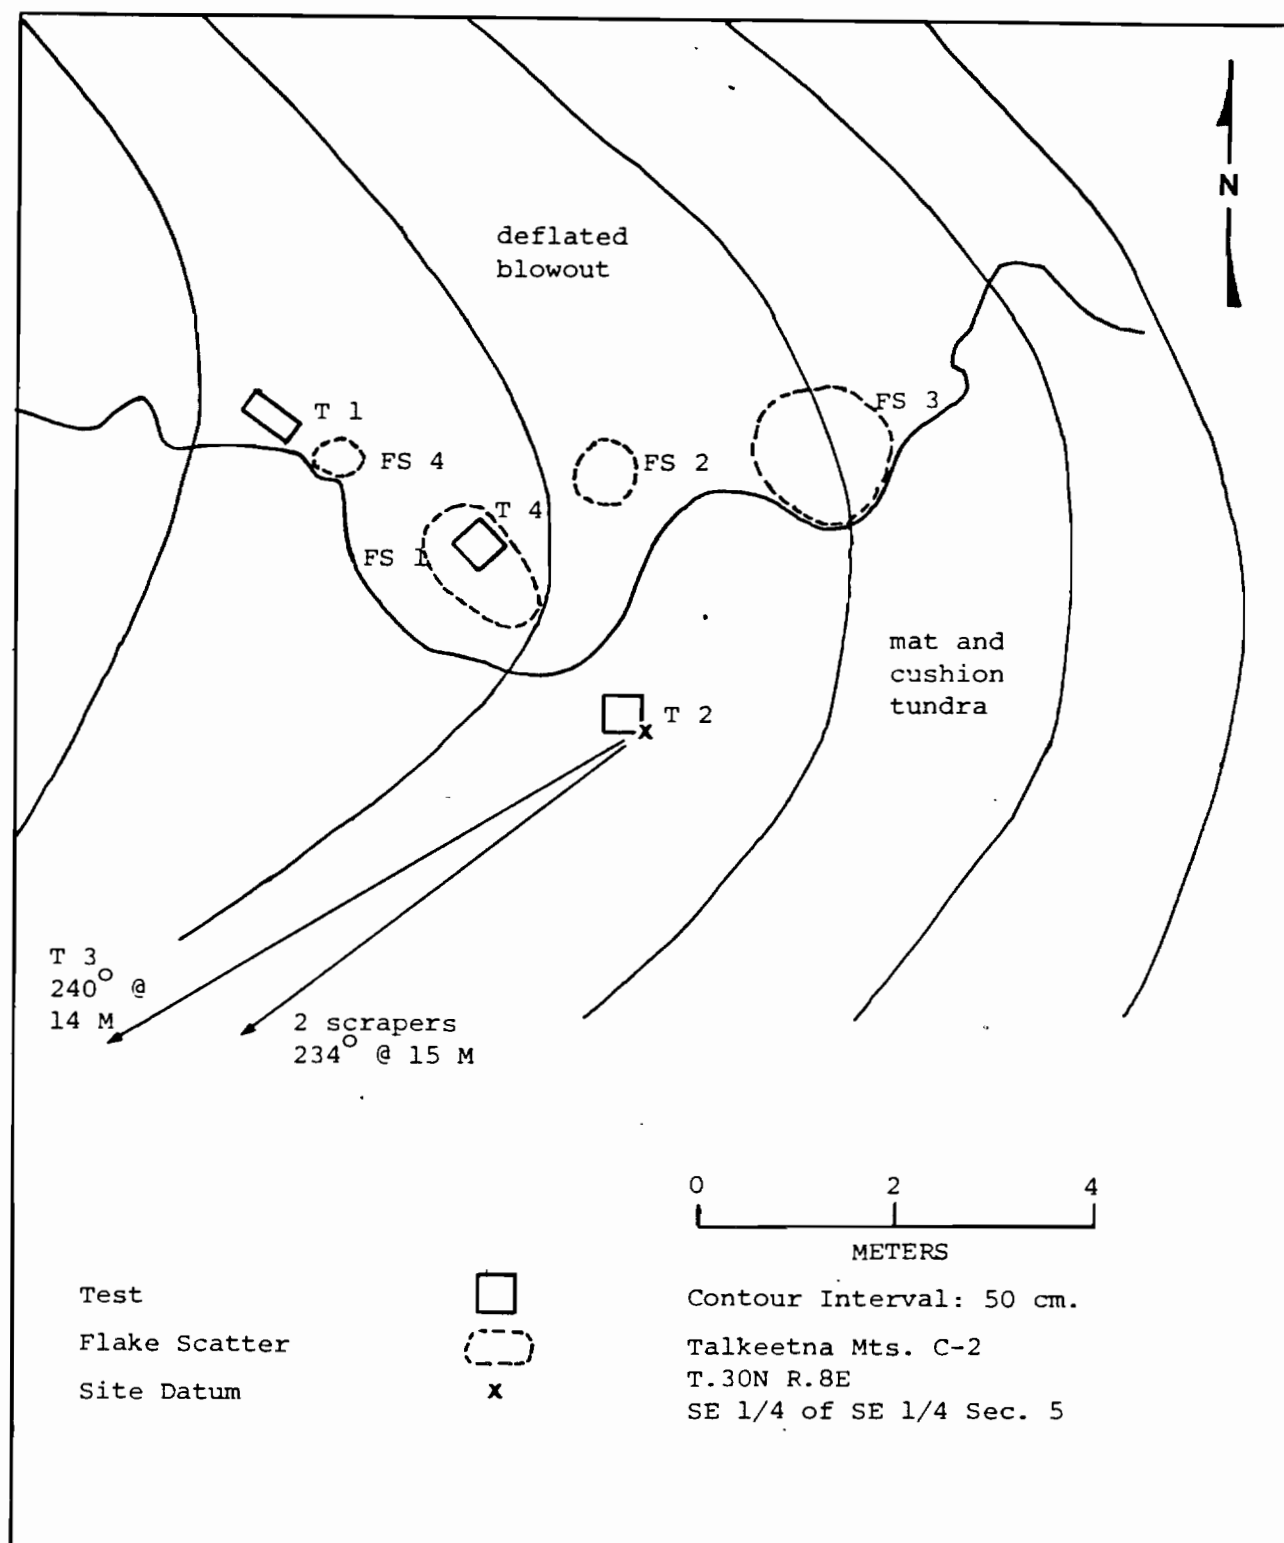 N
deflated
blowout
T 1
FS 3
FS 4
FS 2
T 4
FS 1
mat and
cushion
tundra
T 2
x
T 3
240° @
14 M
2 scrapers
234° @ 15 M
0 2 4
METERS
Test
Flake Scatter
Site Datum x
Contour Interval: 50 cm.
Talkeetna Mts. C-2
T.30N R.8E
SE 1/4 of SE 1/4 Sec. 5